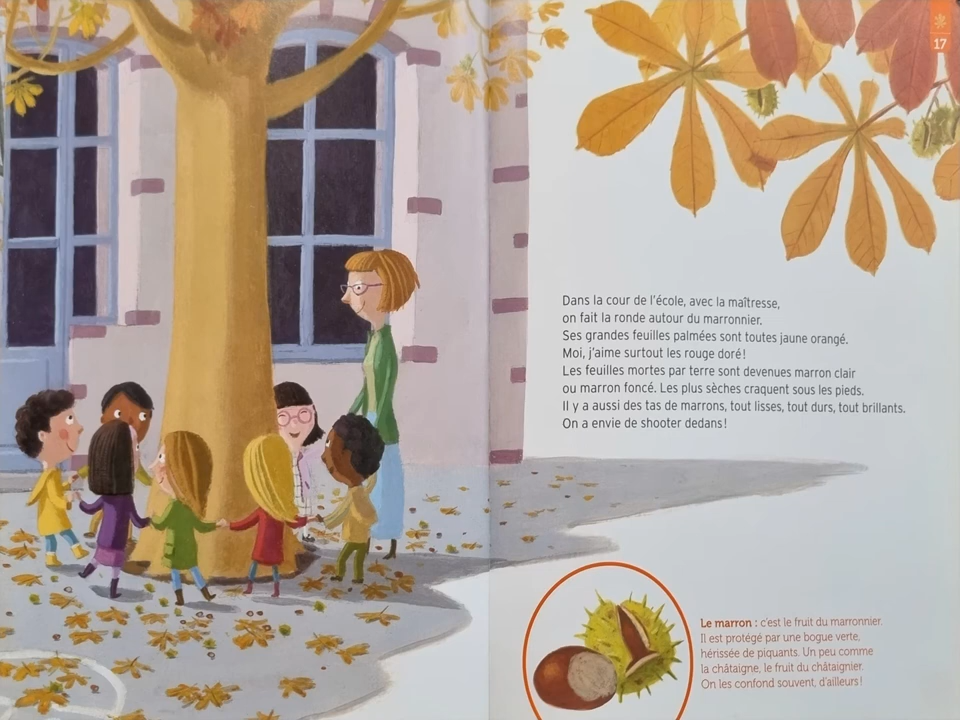 17
Dans la cour de l'école, avec la maîtresse,
on fait la ronde autour du marronnier.
Ses grandes feuilles palmées sont toutes jaune orangé.
Moi, j'aime surtout les rouge doré !
Les feuilles mortes par terre sont devenues marron clair
ou marron foncé. Les plus sèches craquent sous les pieds.
Il y a aussi des tas de marrons, tout lisses, tout durs, tout brillants.
On a envie de shooter dedans !
Le marron : c'est le fruit du marronnier.
Il est protégé par une bogue verte,
hérissée de piquants. Un peu comme
la châtaigne, le fruit du châtaignier.
On les confond souvent, d'ailleurs !